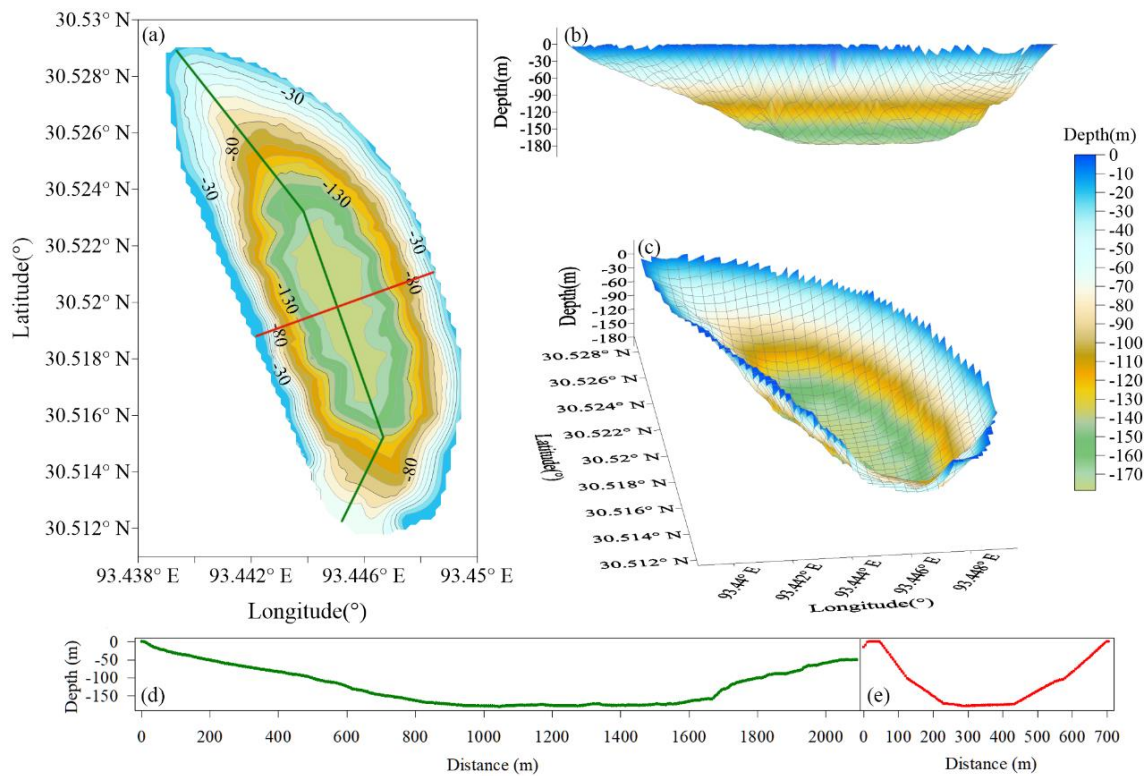 30.53° N
30.528° N
30.526° N
30.524° N
30.522° N
30.52° N
30.518° N
30.516° N
30.514° N
30.512° N
Latitude(°)
(a)
-30
-80
-130
-30
-30
-80
-130
-80
-30
-80
93.438° E 93.442° E 93.446° E 93.45° E
Longitude(°)
(b)
0
-30
-60
-90
-120
-150
-180
Depth(m)
(c)
0
-30
-60
-90
-120
-150
-180
Depth(m)
30.528° N
30.526° N
30.524° N
30.522° N
30.52° N
30.518° N
30.516° N
30.514° N
30.512° N
Latitude(°)
93.44° E 93.442° E 93.444° E 93.446° E 93.448° E
Longitude(°)
Depth(m)
0
-10
-20
-30
-40
-50
-60
-70
-80
-90
-100
-110
-120
-130
-140
-150
-160
-170
Depth (m)
0
-50
-100
-150
(d)
0 200 400 600 800 1000 1200 1400 1600 1800 2000
Distance (m)
(e)
0 100 200 300 400 500 600 700
Distance (m)